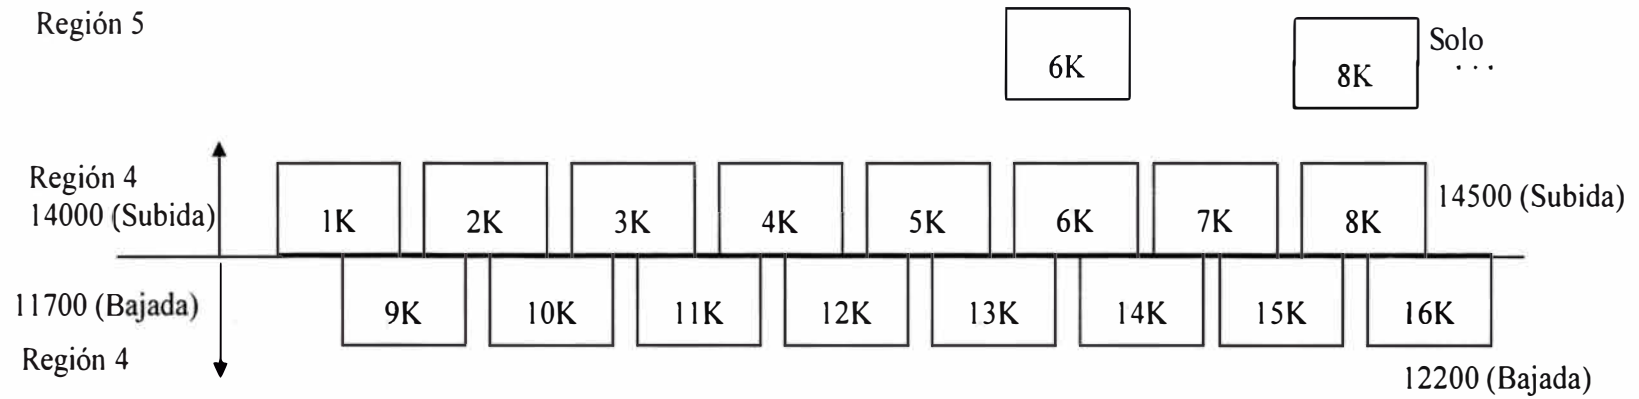 Región 5
6K 8K Solo
...
Región 4
14000 (Subida) 1K 2K 3K 4K 5K 6K 7K 8K 14500 (Subida)
11700 (Bajada) 9K 10K 11K 12K 13K 14K 15K 16K
Región 4
12200 (Bajada)